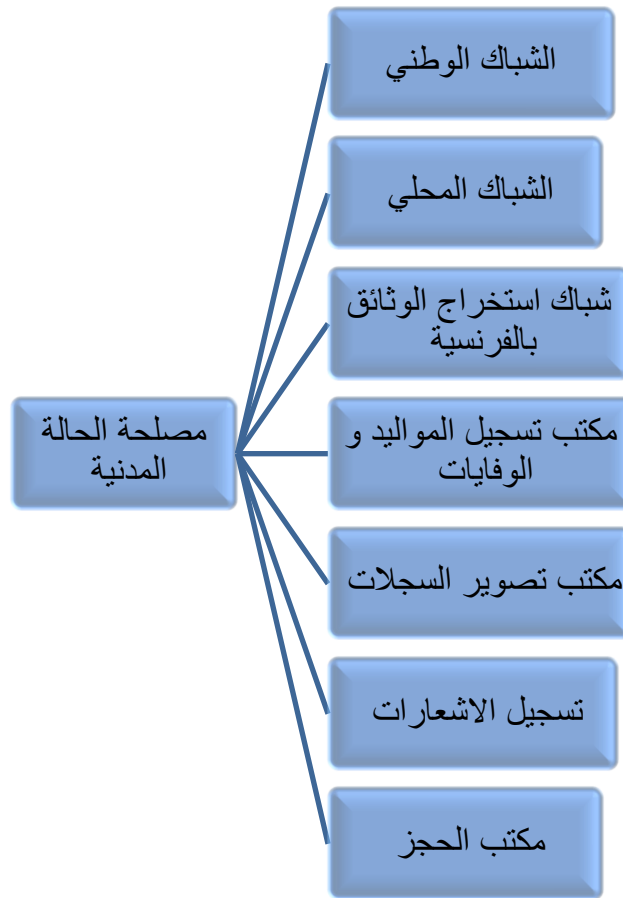 الشباك الوطني
الشباك المحلي
شباك استخراج الوثائق
بالفرنسية
مصلحة الحالة
المدنية
مكتب تسجيل المواليد و
الوفايات
مكتب تصوير السجلات
تسجيل الاشعارات
مكتب الحجز